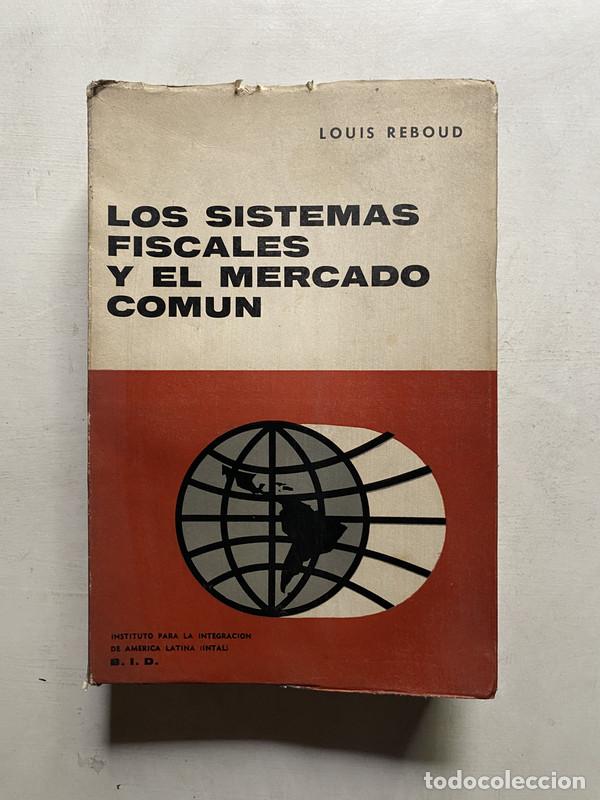 LOUIS REBOUD
LOS SISTEMAS
FISCALES
Y EL MERCADO
COMUN
INSTITUTO PARA LA INTEGRACION
DE AMERICA LATINA (INTAL)
B. I. D.
todocoleccion